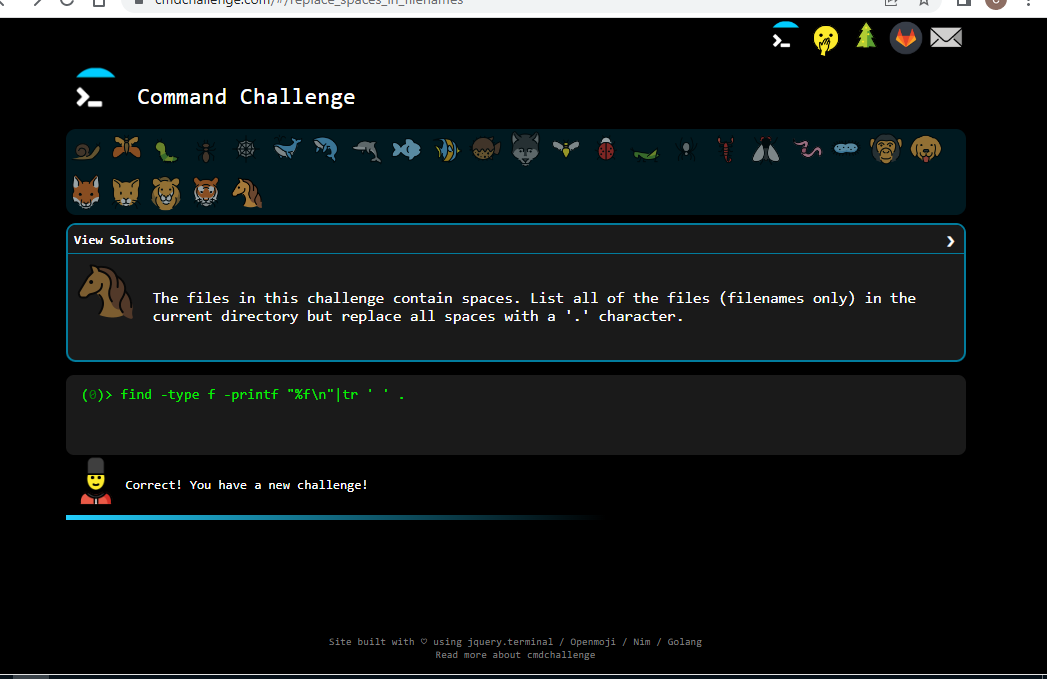 cmdchallenge.com/#/replace_spaces_in_filenames
Command Challenge
View Solutions
The files in this challenge contain spaces. List all of the files (filenames only) in the
current directory but replace all spaces with a '.' character.
(0)> find -type f -printf "%f\n"|tr ' ' .
Correct! You have a new challenge!
Site built with ♡ using jquery.terminal / Openmoji / Nim / Golang
Read more about cmdchallenge